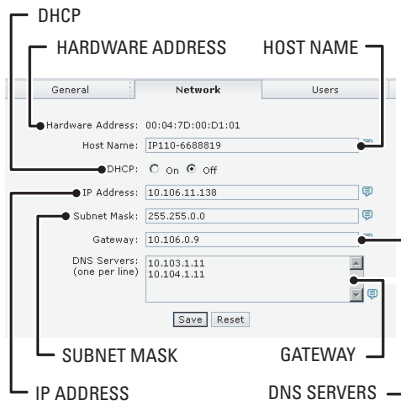 DHCP
HARDWARE ADDRESS HOST NAME
General Network Users
Hardware Address: 00:04:7D:00:D1:01
Host Name: IP110-6688819
DHCP: On Off
IP Address: 10.106.11.138
Subnet Mask: 255.255.0.0
Gateway: 10.106.0.9
DNS Servers: 10.103.1.11
(one per line) 10.104.1.11
Save Reset
SUBNET MASK GATEWAY
IP ADDRESS DNS SERVERS